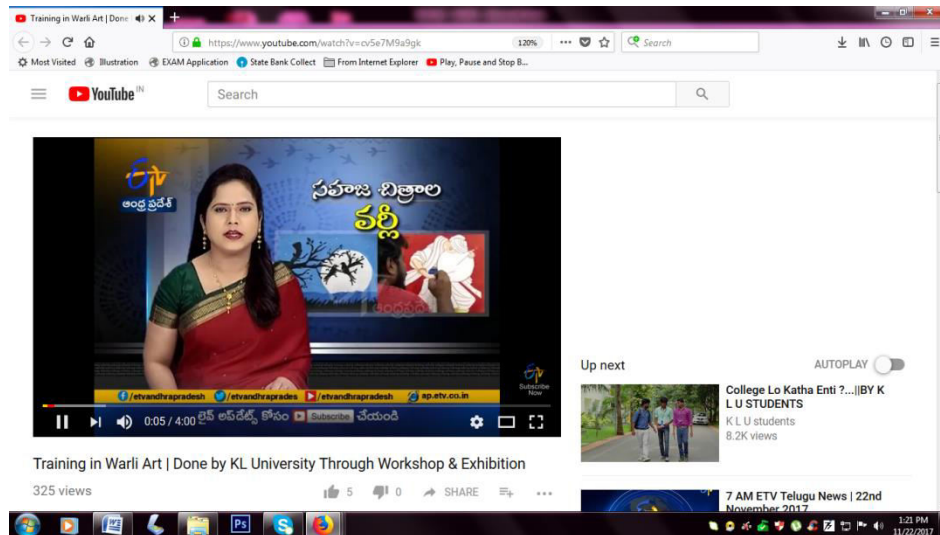 Training in Warli Art | Done
https://www.youtube.com/watch?v=cv5e7M9a9gk
120%
Search
Most Visited
Illustration
EXAM Application
State Bank Collect
From Internet Explorer
Play, Pause and Stop B...
YouTube IN
Search
ఆంధ్రప్రదేశ్
సహజ చిత్రాల
వర్లీ
/etvandhrapradesh
/etvandhraprades
/etvandhrapradesh
ap.etv.co.in
Subscribe
Now
0:05 / 4:00
లైవ్ అప్‌డేట్స్ కోసం Subscribe చేయండి
Training in Warli Art | Done by KL University Through Workshop & Exhibition
325 views
5
0
SHARE
Up next
AUTOPLAY
College Lo Katha Enti ?...||BY K
L U STUDENTS
K L U students
8.2K views
7 AM ETV Telugu News | 22nd
November 2017
Ps
1:21 PM
11/22/2017